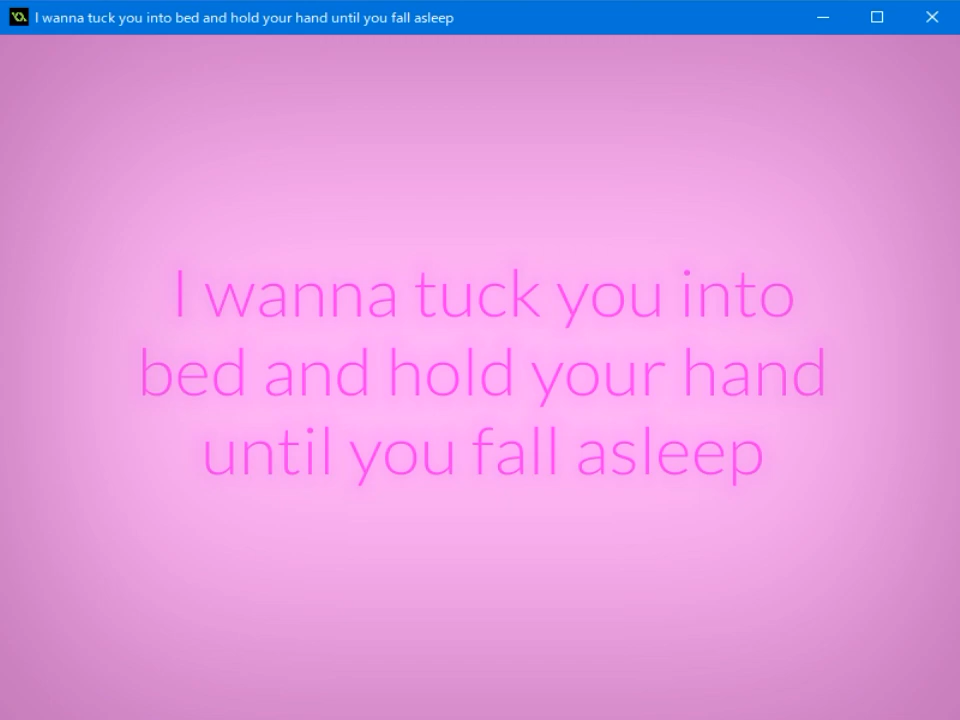 I wanna tuck you into bed and hold your hand until you fall asleep
I wanna tuck you into
bed and hold your hand
until you fall asleep